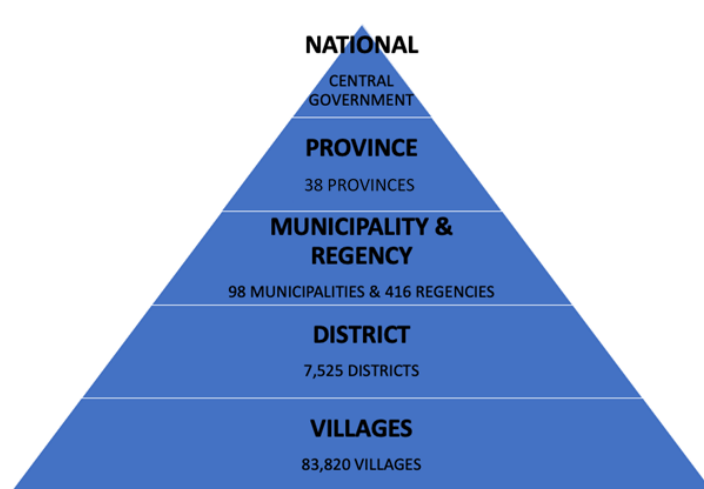 NATIONAL
CENTRAL
GOVERNMENT
PROVINCE
38 PROVINCES
MUNICIPALITY &
REGENCY
98 MUNICIPALITIES & 416 REGENCIES
DISTRICT
7,525 DISTRICTS
VILLAGES
83,820 VILLAGES